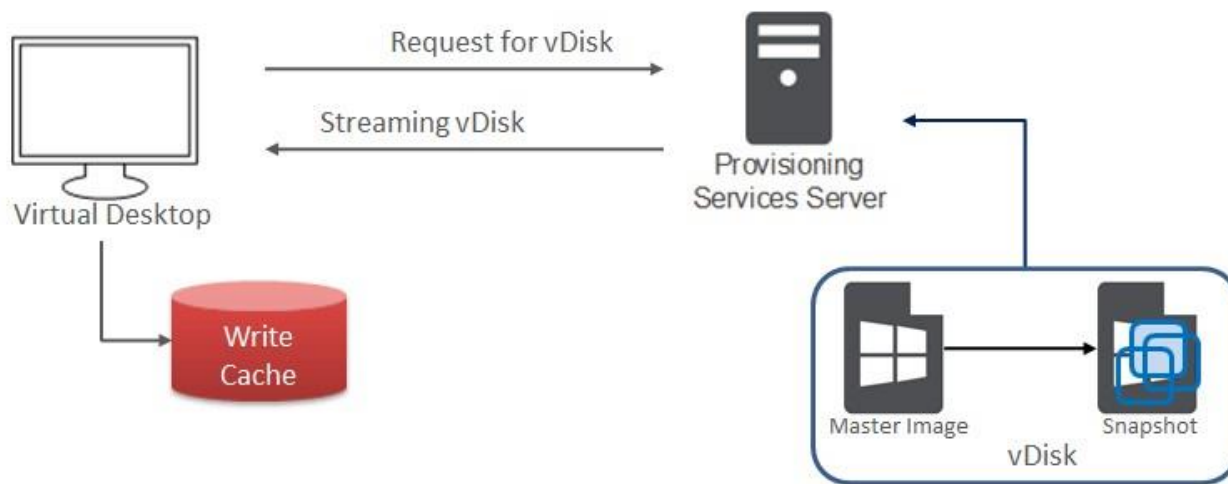 Request for vDisk
Streaming vDisk
Virtual Desktop
Provisioning
Services Server
Write
Cache
Master Image
Snapshot
vDisk